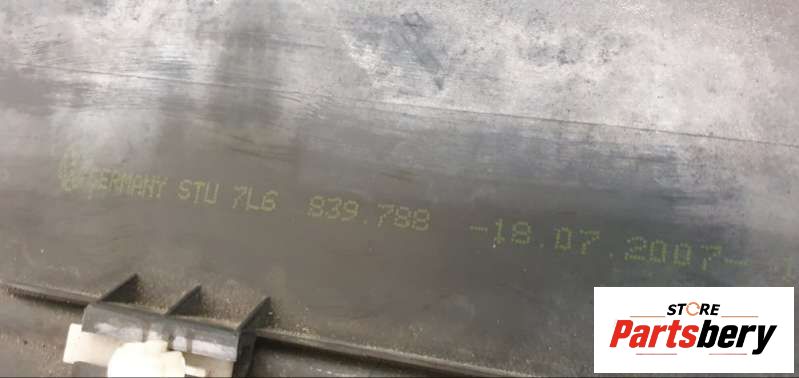 GERMANY STU 7L6 839.788 -18.07.2007-
STORE
Partsbery